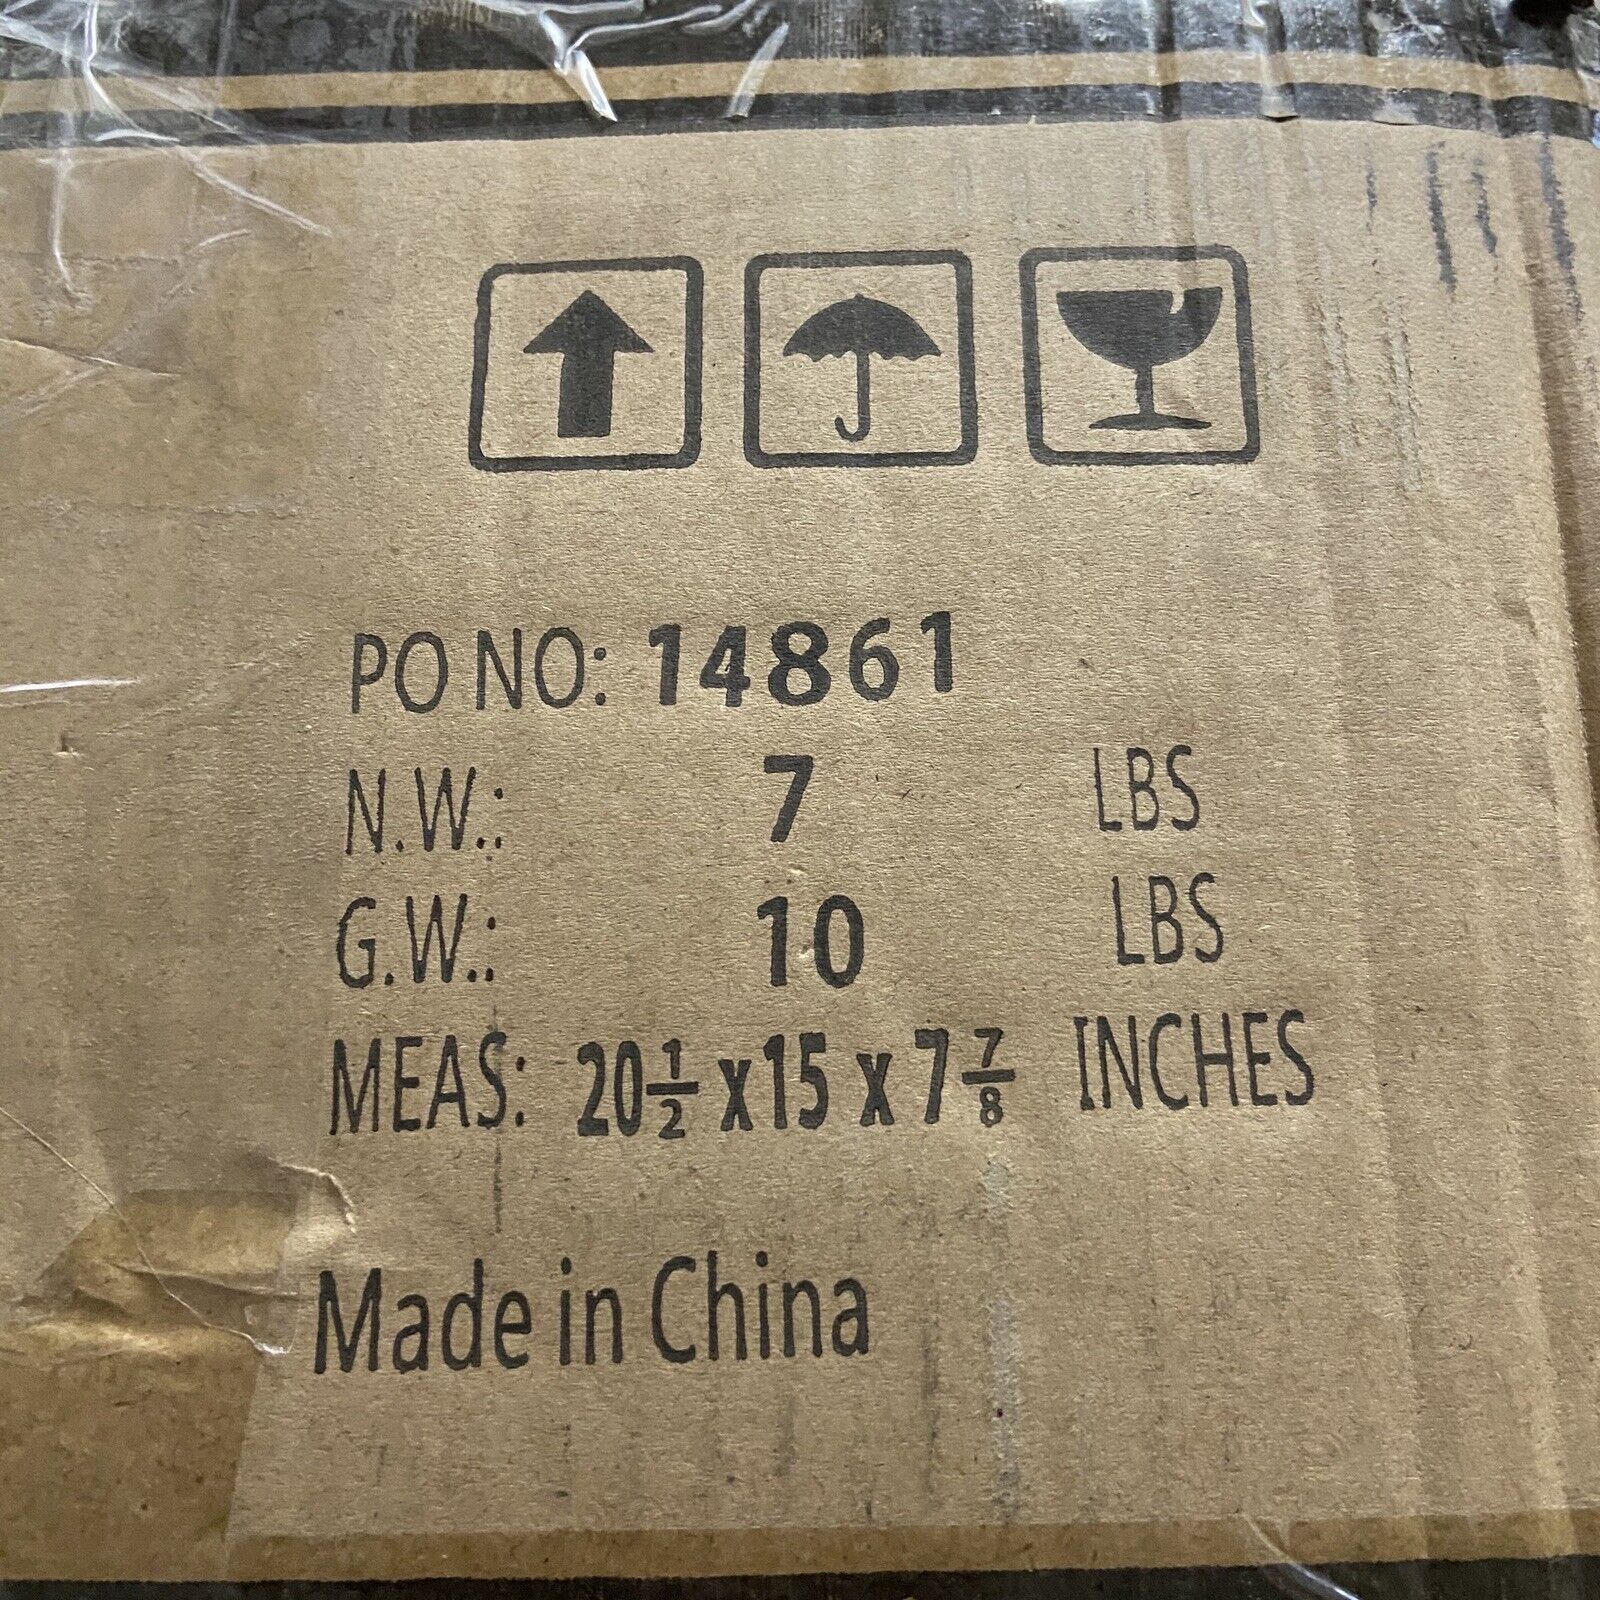 PO NO: 14861
N.W.: 7 LBS
G.W.: 10 LBS
MEAS: 20 1/2 x 15 x 7 7/8 INCHES
Made in China